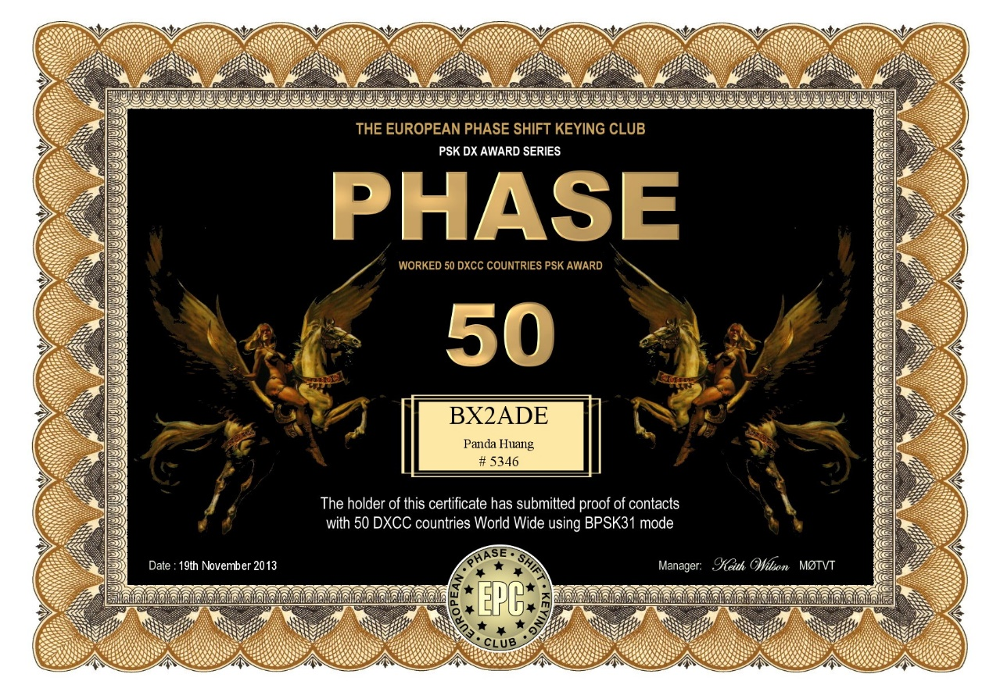 THE EUROPEAN PHASE SHIFT KEYING CLUB
PSK DX AWARD SERIES
PHASE
WORKED 50 DXCC COUNTRIES PSK AWARD
50
BX2ADE
Panda Huang
# 5346
The holder of this certificate has submitted proof of contacts
with 50 DXCC countries World Wide using BPSK31 mode
Date : 19th November 2013
Manager: Keith Wilson MØTVT
EUROPEAN • PHASE • SHIFT • KEYING • CLUB •
EPC